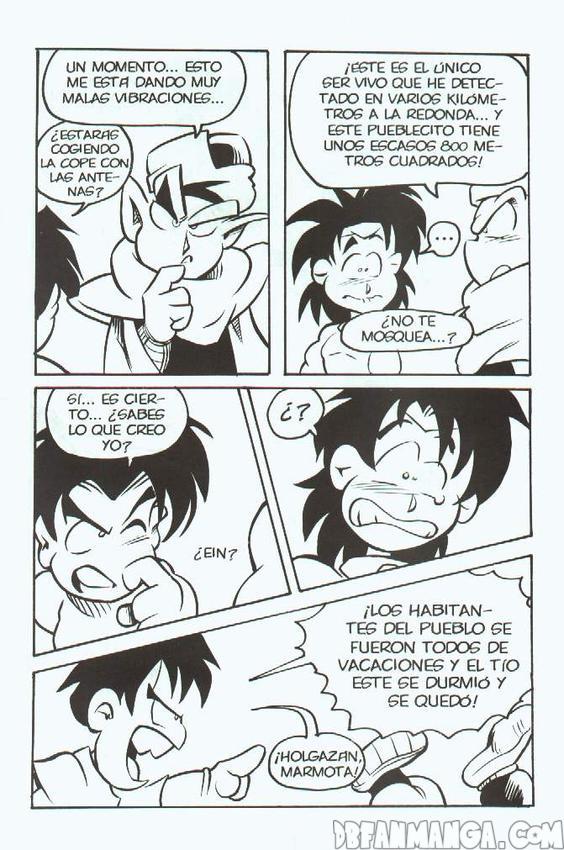 UN MOMENTO... ESTO
ME ESTÁ DANDO MUY
MALAS VIBRACIONES...
¿ESTARAS
COGIENDO
LA COPE CON
LAS ANTE-
NAS?
¡ESTE ES EL ÚNICO
SER VIVO QUE HE DETEC-
TADO EN VARIOS KILÓME-
TROS A LA REDONDA... Y
ESTE PUEBLECITO TIENE
UNOS ESCASOS 800 ME-
TROS CUADRADOS!
...
¿NO TE
MOSQUEA...?
SÍ... ES CIER-
TO... ¿SABES
LO QUE CREO
YO?
¿EIN?
¿?
¡LOS HABITAN-
TES DEL PUEBLO SE
FUERON TODOS DE
VACACIONES Y EL TÍO
ESTE SE DURMIÓ Y
SE QUEDÓ!
¡HOLGAZÁN,
MARMOTA!
DBFANMANGA.COM